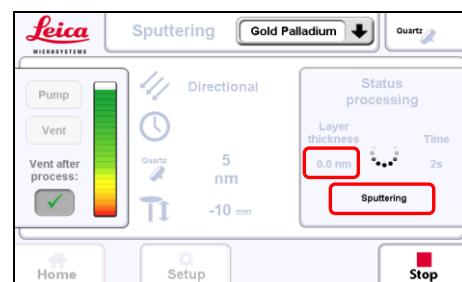 Leica
MICROSYSTEMS
Sputtering
Gold Palladium
Quartz
Pump
Vent
Vent after
process:
Directional
Quartz
5
nm
-10 mm
Status
processing
Layer
thickness
Time
0.0 nm
2s
Sputtering
Home
Setup
Stop